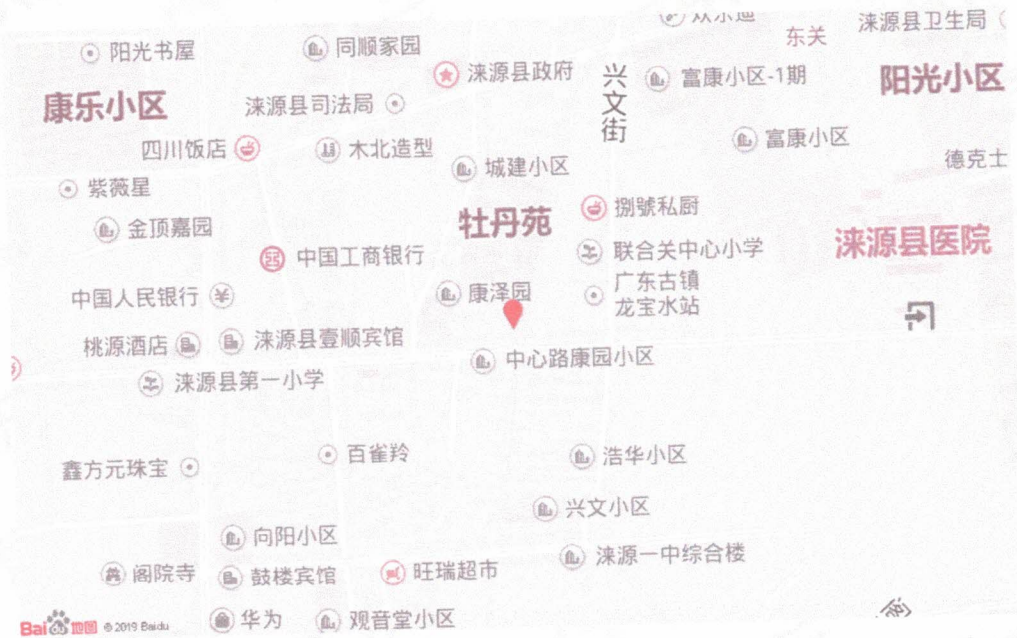 涞源县卫生局
东关
阳光书屋
同顺家园
涞源县政府
兴文街
富康小区-1期
阳光小区
康乐小区
涞源县司法局
四川饭店
木北造型
城建小区
富康小区
德克士
紫薇星
金顶嘉园
牡丹苑
捌號私厨
涞源县医院
中国工商银行
联合关中心小学
中国人民银行
康泽园
广东古镇
龙宝水站
桃源酒店
涞源县壹顺宾馆
中心路康园小区
涞源县第一小学
鑫方元珠宝
百雀羚
浩华小区
兴文小区
向阳小区
涞源一中综合楼
阁院寺
鼓楼宾馆
旺瑞超市
华为
观音堂小区
Bai地图 © 2019 Baidu